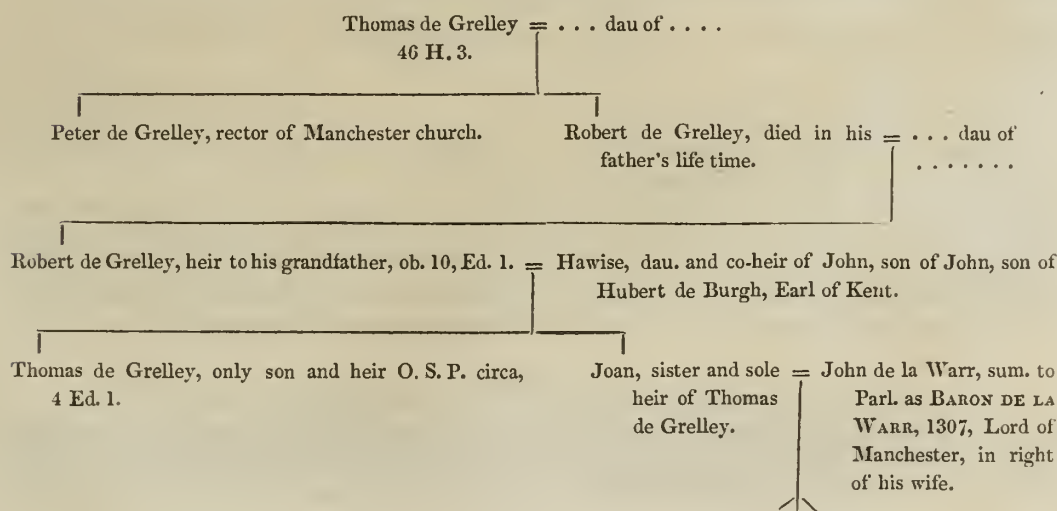 Thomas de Grelley = . . . dau of . . . .
46 H. 3.
Peter de Grelley, rector of Manchester church.
Robert de Grelley, died in his = . . . dau of
father's life time. . . . . . . .
Robert de Grelley, heir to his grandfather, ob. 10, Ed. 1. = Hawise, dau. and co-heir of John, son of John, son of
Hubert de Burgh, Earl of Kent.
Thomas de Grelley, only son and heir O. S. P. circa,
4 Ed. 1.
Joan, sister and sole = John de la Warr, sum. to
heir of Thomas Parl. as BARON DE LA
de Grelley. WARR, 1307, Lord of
Manchester, in right
of his wife.